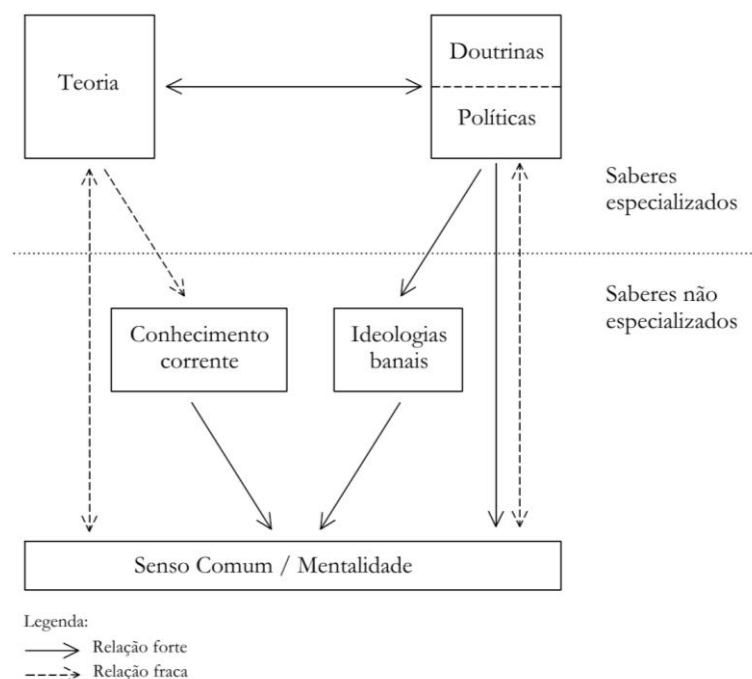 Teoria
Doutrinas
Políticas
Saberes
especializados
Saberes não
especializados
Conhecimento
corrente
Ideologias
banais
Senso Comum / Mentalidade
Legenda:
Relação forte
Relação fraca